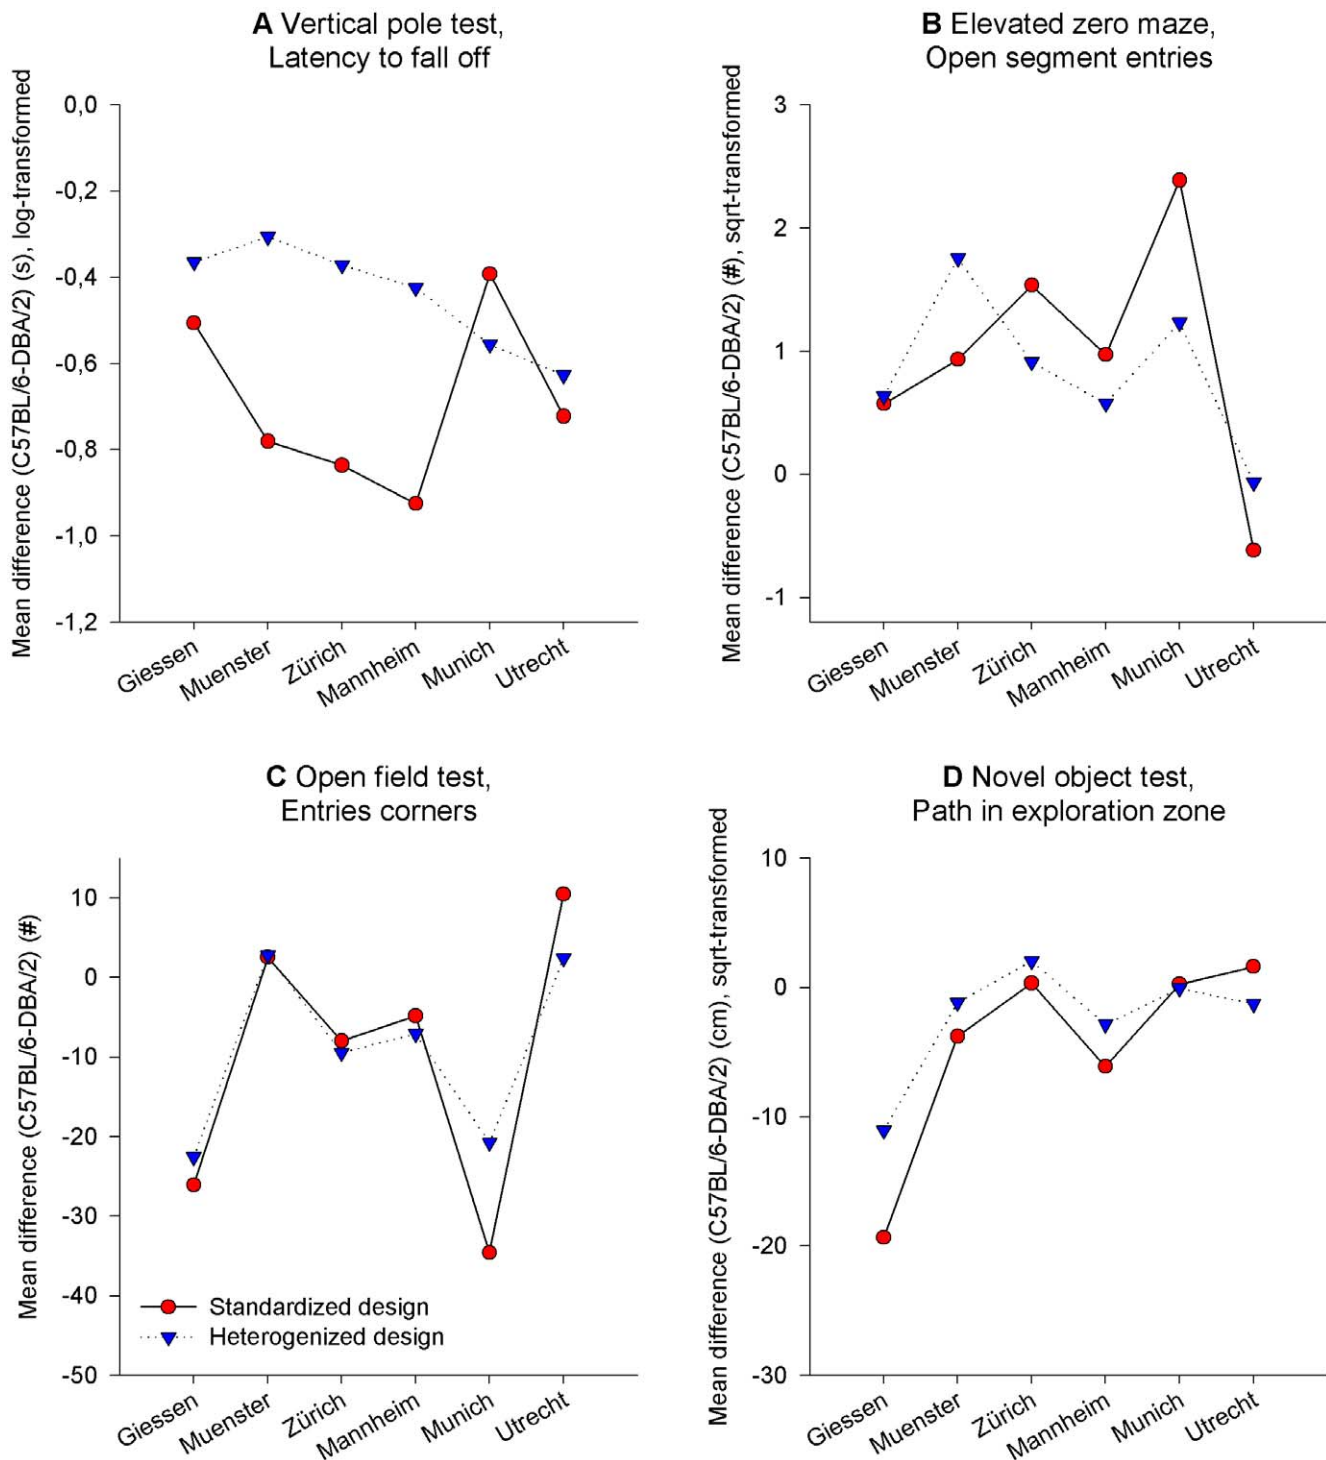 A Vertical pole test,
Latency to fall off
Mean difference (C57BL/6-DBA/2) (s), log-transformed
0,0
-0,2
-0,4
-0,6
-0,8
-1,0
-1,2
Giessen
Muenster
Zürich
Mannheim
Munich
Utrecht
B Elevated zero maze,
Open segment entries
Mean difference (C57BL/6-DBA/2) (#), sqrt-transformed
3
2
1
0
-1
Giessen
Muenster
Zürich
Mannheim
Munich
Utrecht
C Open field test,
Entries corners
Mean difference (C57BL/6-DBA/2) (#)
10
0
-10
-20
-30
-40
-50
Standardized design
Heterogenized design
Giessen
Muenster
Zürich
Mannheim
Munich
Utrecht
D Novel object test,
Path in exploration zone
Mean difference (C57BL/6-DBA/2) (cm), sqrt-transformed
10
0
-10
-20
-30
Giessen
Muenster
Zürich
Mannheim
Munich
Utrecht